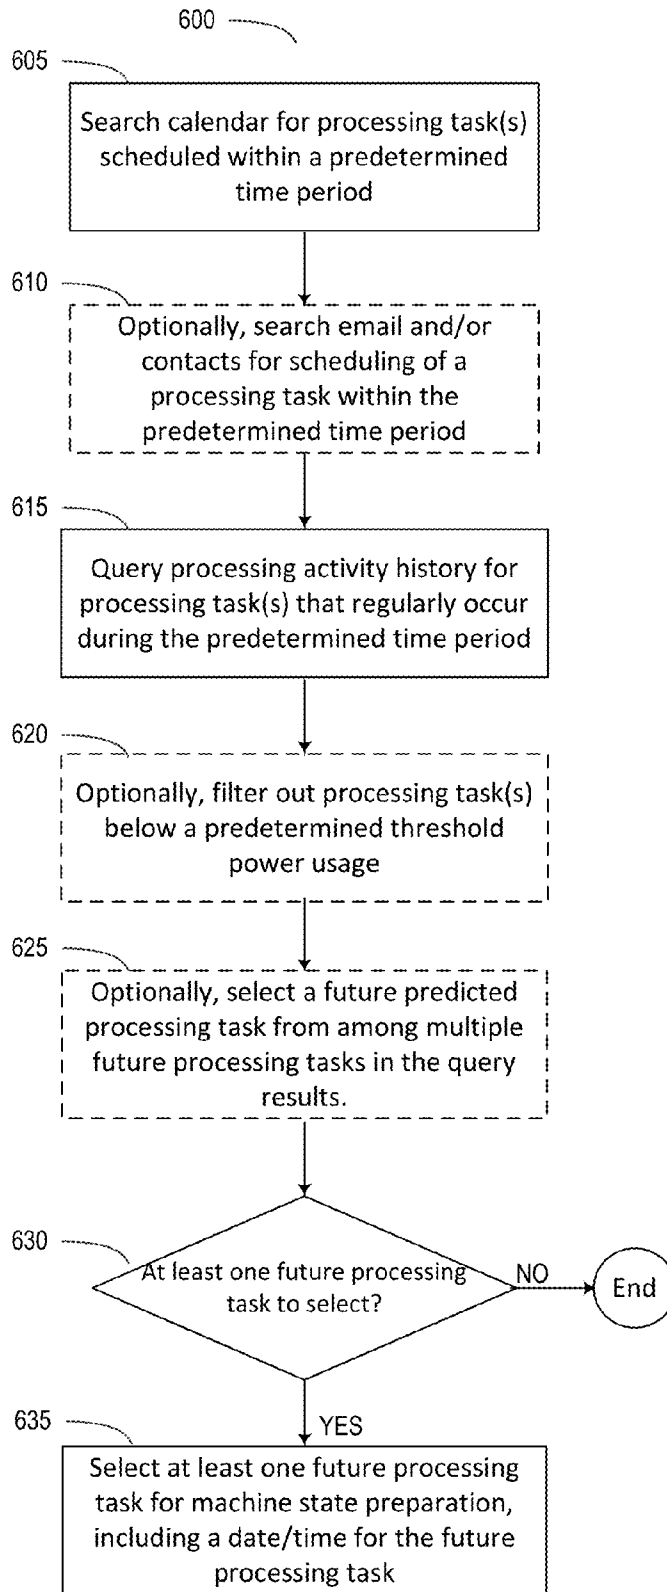 600
605
Search calendar for processing task(s)
scheduled within a predetermined
time period
610
Optionally, search email and/or
contacts for scheduling of a
processing task within the
predetermined time period
615
Query processing activity history for
processing task(s) that regularly occur
during the predetermined time period
620
Optionally, filter out processing task(s)
below a predetermined threshold
power usage
625
Optionally, select a future predicted
processing task from among multiple
future processing tasks in the query
results.
630
At least one future processing
task to select?
NO
End
YES
635
Select at least one future processing
task for machine state preparation,
including a date/time for the future
processing task